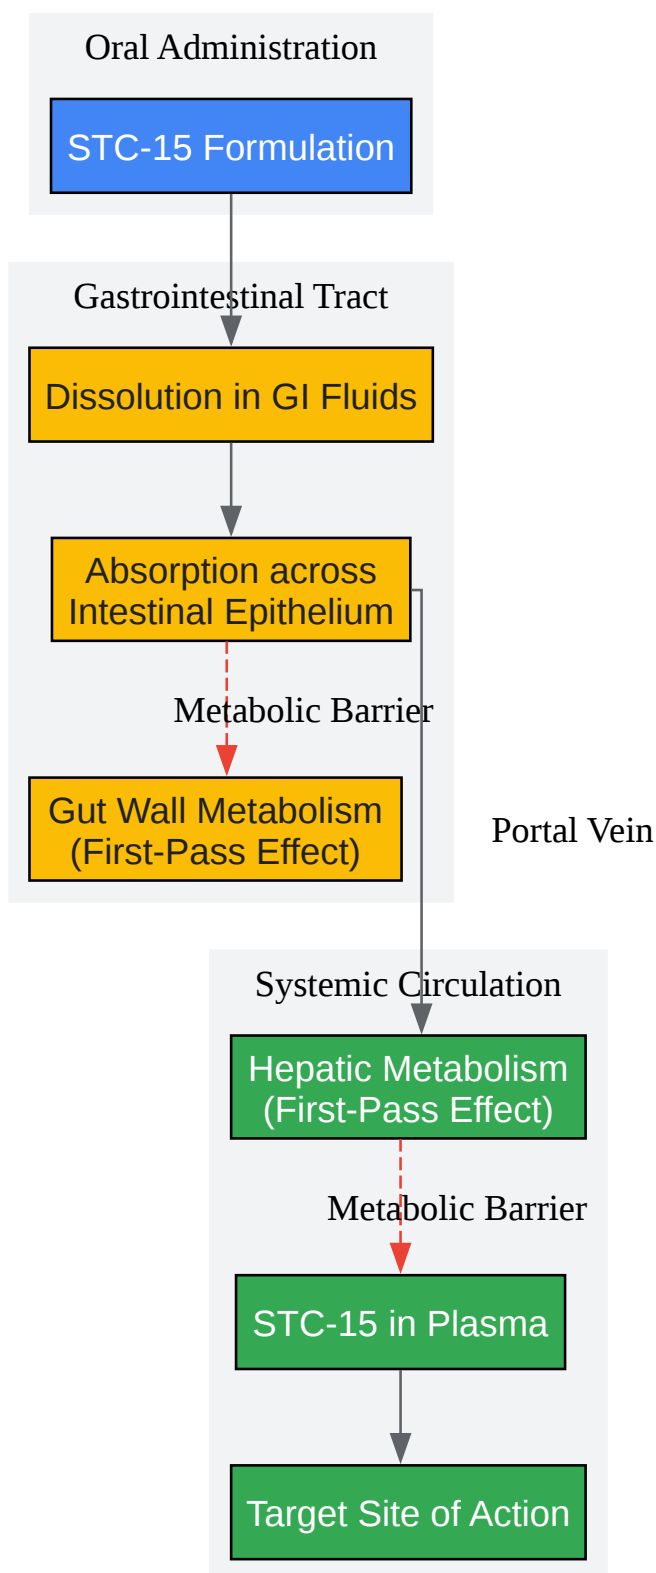 Oral Administration
STC-15 Formulation
Gastrointestinal Tract
Dissolution in GI Fluids
Absorption across
Intestinal Epithelium
Metabolic Barrier
Gut Wall Metabolism
(First-Pass Effect)
Portal Vein
Systemic Circulation
Hepatic Metabolism
(First-Pass Effect)
Metabolic Barrier
STC-15 in Plasma
Target Site of Action